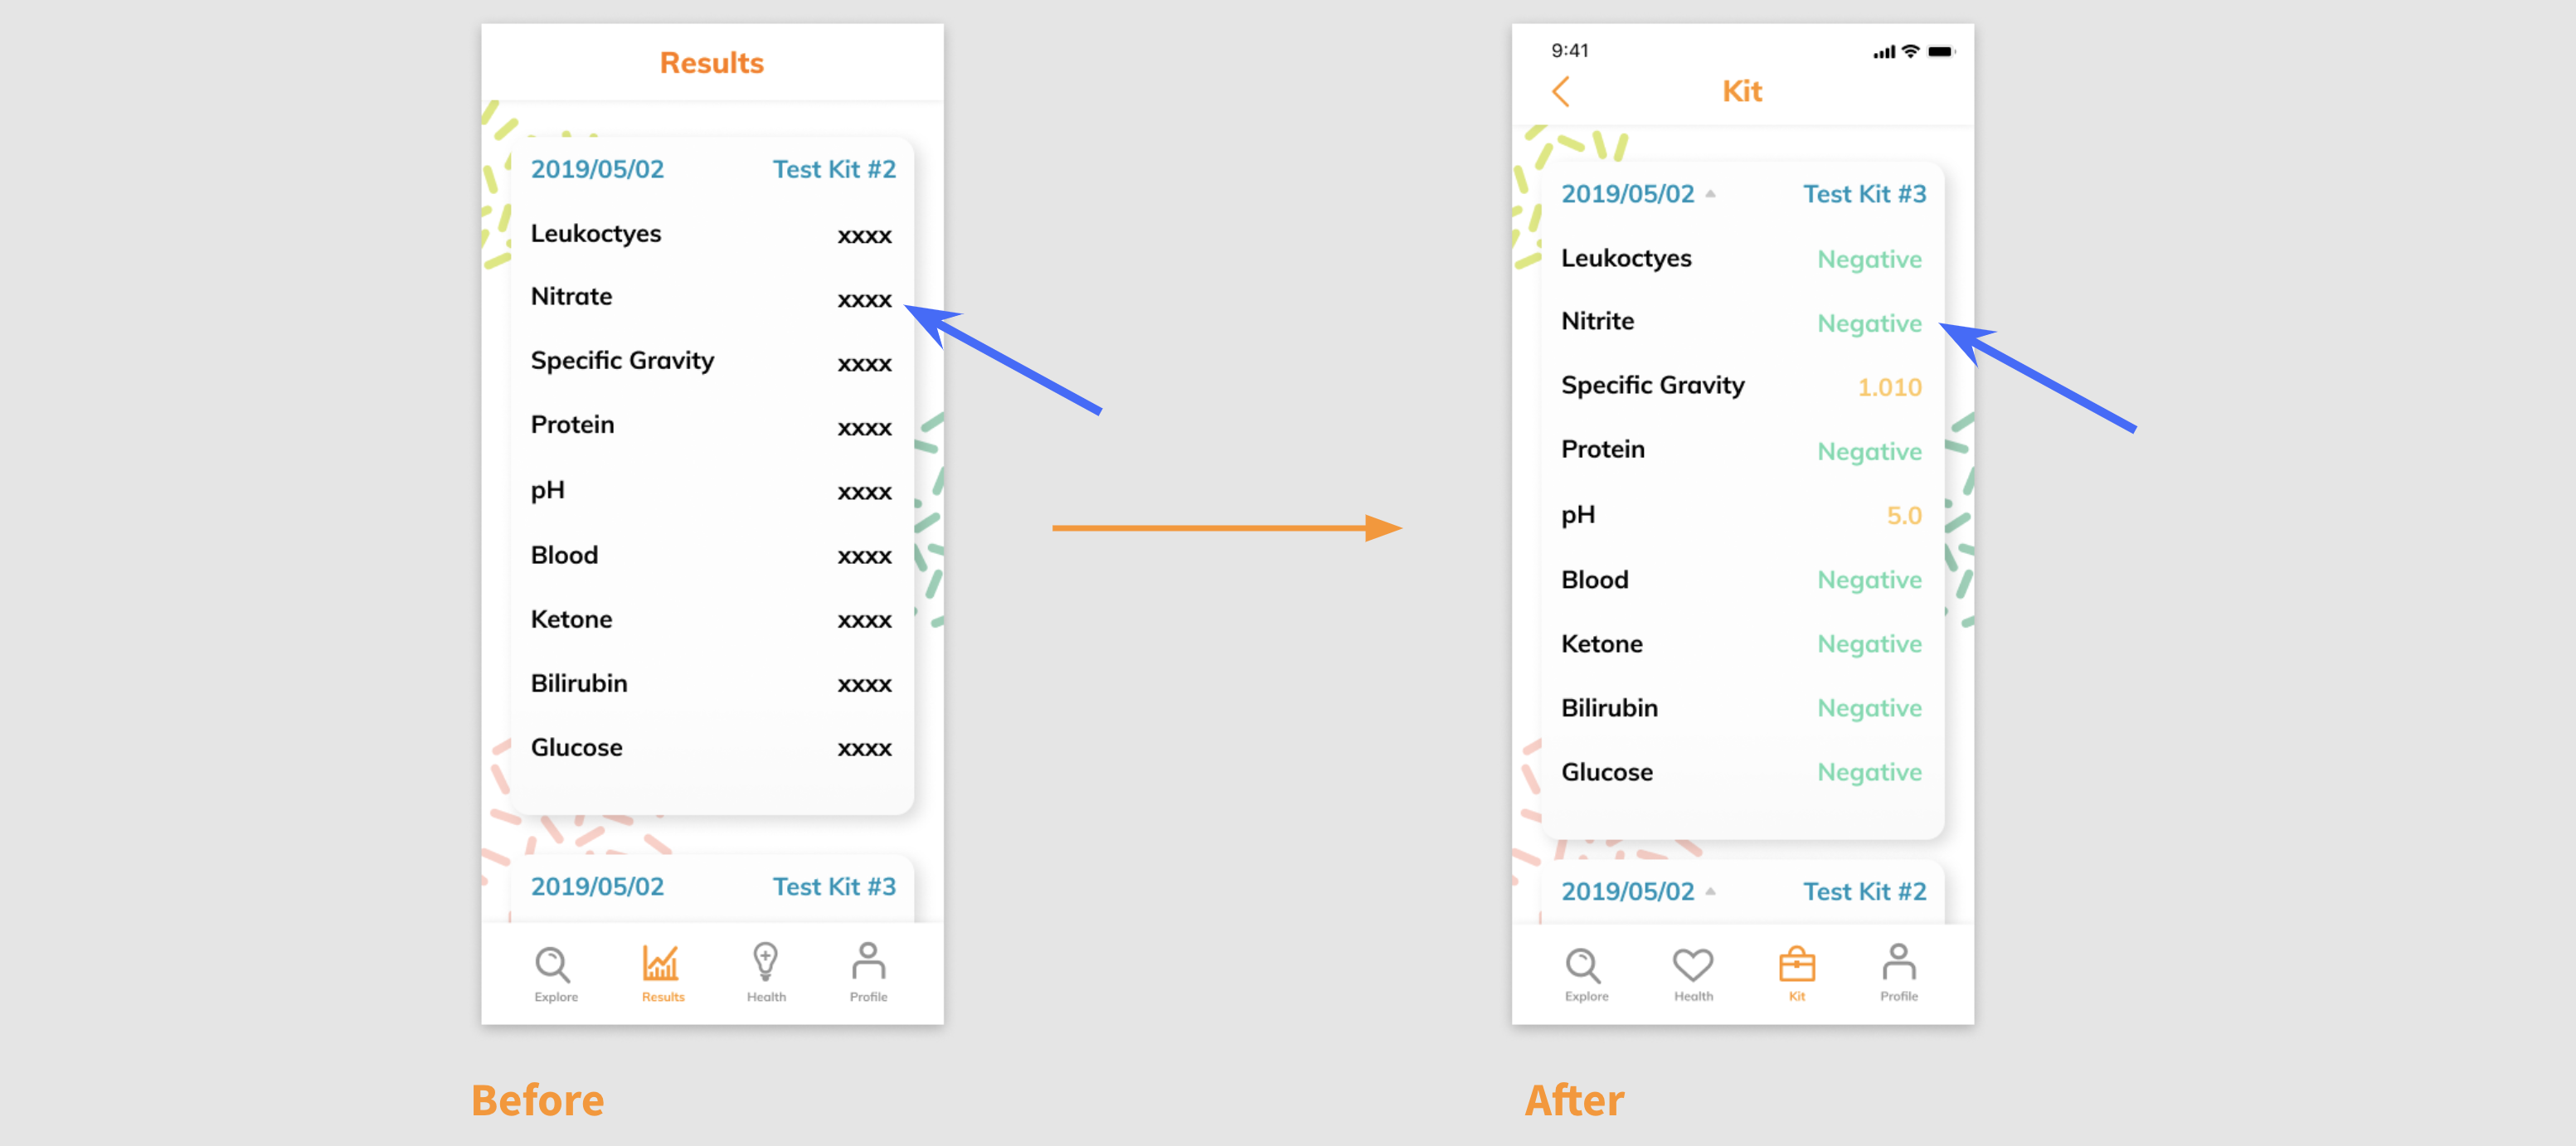 Results
2019/05/02 Test Kit #2
Leukoctyes xxxx
Nitrate xxxx
Specific Gravity xxxx
Protein xxxx
pH xxxx
Blood xxxx
Ketone xxxx
Bilirubin xxxx
Glucose xxxx
2019/05/02 Test Kit #3
Explore Results Health Profile
Before
9:41
Kit
2019/05/02 Test Kit #3
Leukoctyes Negative
Nitrite Negative
Specific Gravity 1.010
Protein Negative
pH 5.0
Blood Negative
Ketone Negative
Bilirubin Negative
Glucose Negative
2019/05/02 Test Kit #2
Explore Health Kit Profile
After